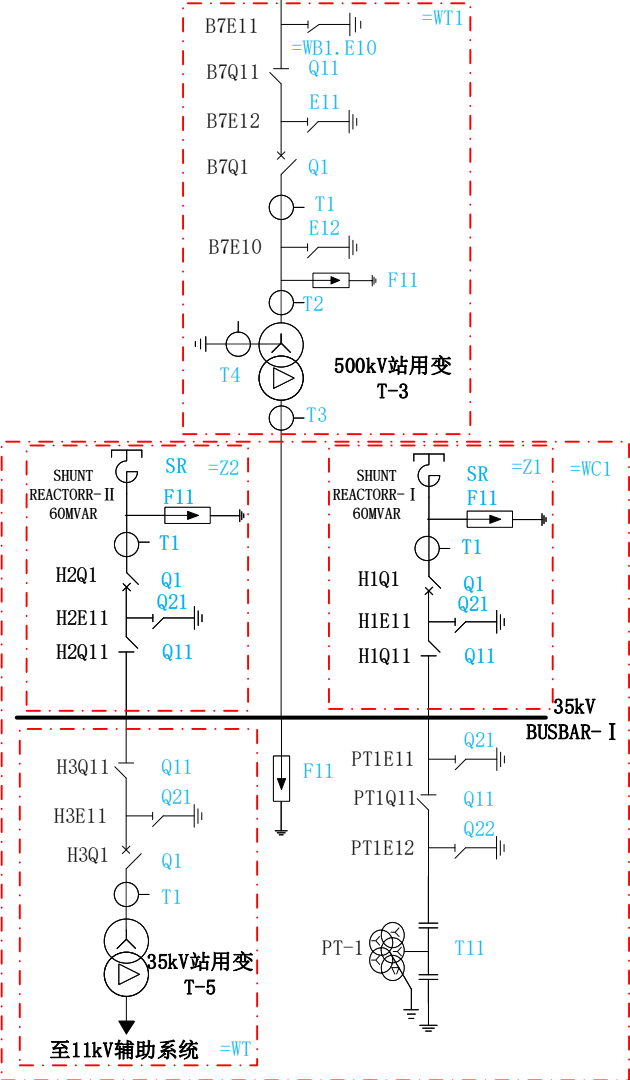 B7E11
=WT1
=WB1.E10
B7Q11
Q11
E11
B7E12
B7Q1
Q1
T1
E12
B7E10
F11
T2
T4
500kV站用变
T-3
T3
SHUNT
REACTORR-Ⅱ
60MVAR
SR
=Z2
F11
T1
H2Q1
Q1
Q21
H2E11
H2Q11
Q11
SHUNT
REACTORR-Ⅰ
60MVAR
SR
=Z1
=WC1
F11
T1
H1Q1
Q1
Q21
H1E11
H1Q11
Q11
35kV
BUSBAR-Ⅰ
H3Q11
Q11
Q21
H3E11
H3Q1
Q1
T1
35kV站用变
T-5
至11kV辅助系统
=WT
F11
Q21
PT1E11
PT1Q11
Q11
Q22
PT1E12
PT-1
T11